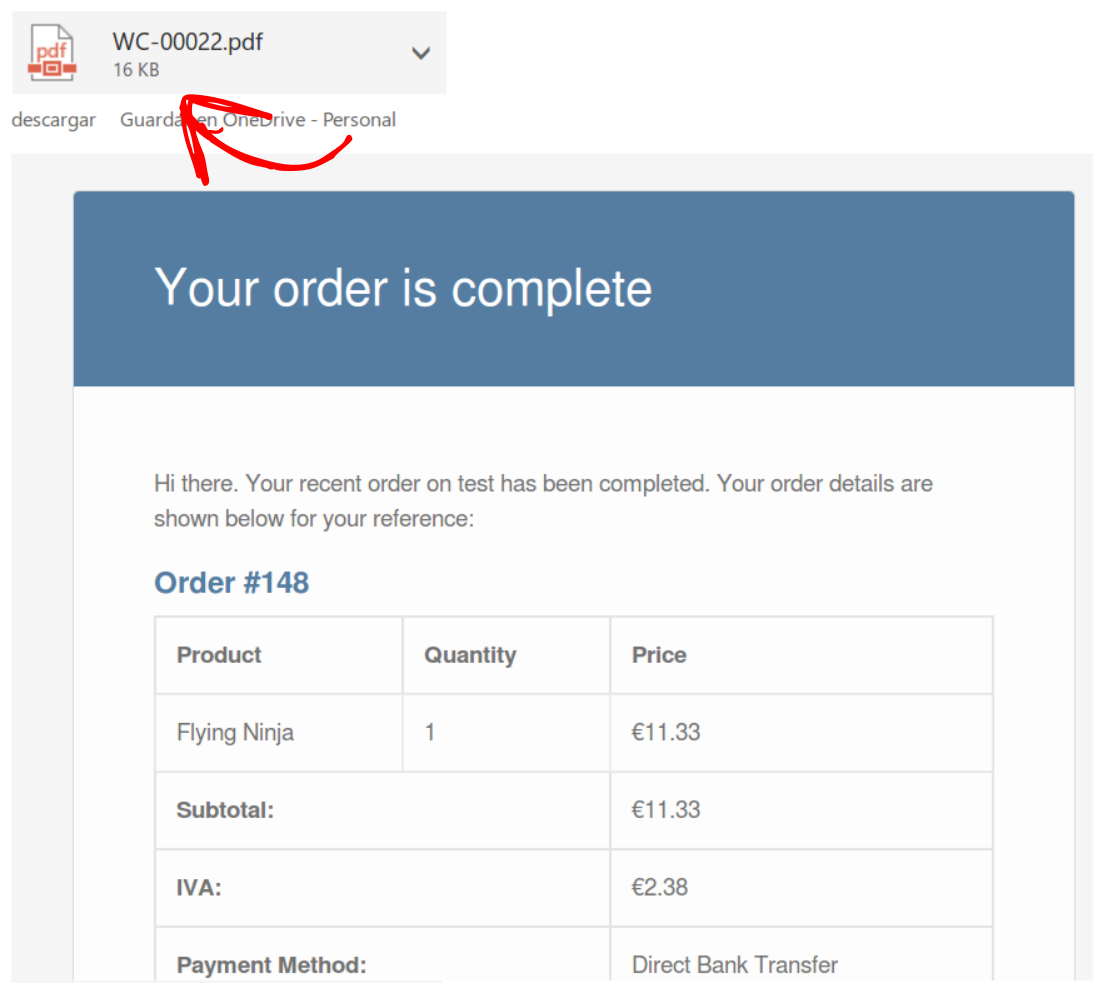 pdf
WC-00022.pdf
16 KB
descargar Guardar en OneDrive - Personal
Your order is complete
Hi there. Your recent order on test has been completed. Your order details are
shown below for your reference:
Order #148
Product Quantity Price
Flying Ninja 1 €11.33
Subtotal: €11.33
IVA: €2.38
Payment Method: Direct Bank Transfer